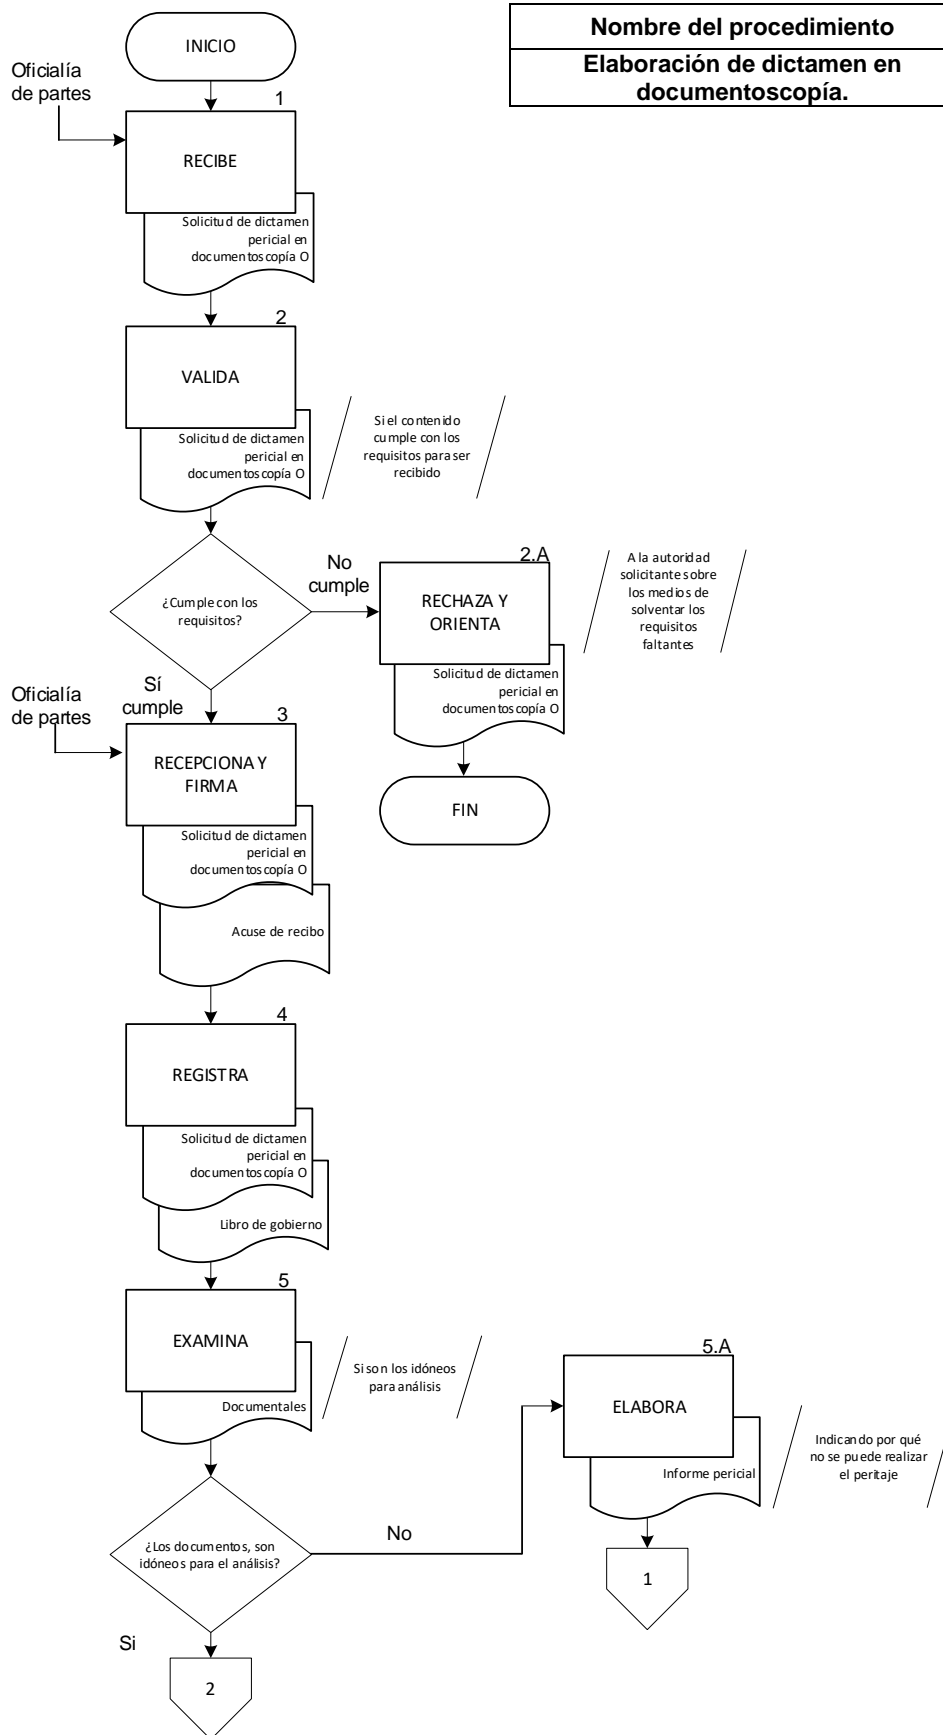 Nombre del procedimiento
Elaboración de dictamen en
documentoscopía.
INICIO
Oficialía
de partes
1
RECIBE
Solicitud de dictamen
pericial en
documentoscopía O
2
VALIDA
Solicitud de dictamen
pericial en
documentoscopía O
Si el contenido
cumple con los
requisitos para ser
recibido
¿Cumple con los
requisitos?
No
cumple
2.A
RECHAZA Y
ORIENTA
Solicitud de dictamen
pericial en
documentoscopía O
A la autoridad
solicitante sobre
los medios de
solventar los
requisitos
faltantes
FIN
Sí
cumple
Oficialía
de partes
3
RECEPCIONA Y
FIRMA
Solicitud de dictamen
pericial en
documentoscopía O
Acuse de recibo
4
REGISTRA
Solicitud de dictamen
pericial en
documentoscopía O
Libro de gobierno
5
EXAMINA
Documentales
Si son los idóneos
para análisis
¿Los documentos, son
idóneos para el análisis?
No
5.A
ELABORA
Informe pericial
Indicando por qué
no se puede realizar
el peritaje
1
Si
2